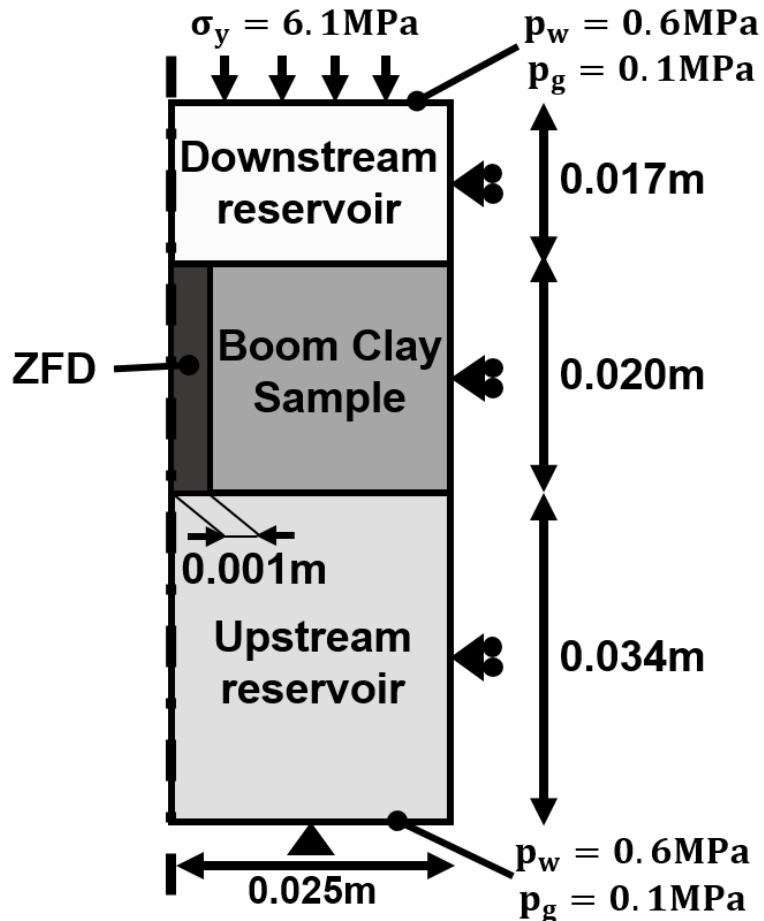 σy = 6.1MPa
pw = 0.6MPa
pg = 0.1MPa
Downstream
reservoir
0.017m
ZFD
Boom Clay
Sample
0.020m
0.001m
Upstream
reservoir
0.034m
pw = 0.6MPa
pg = 0.1MPa
0.025m